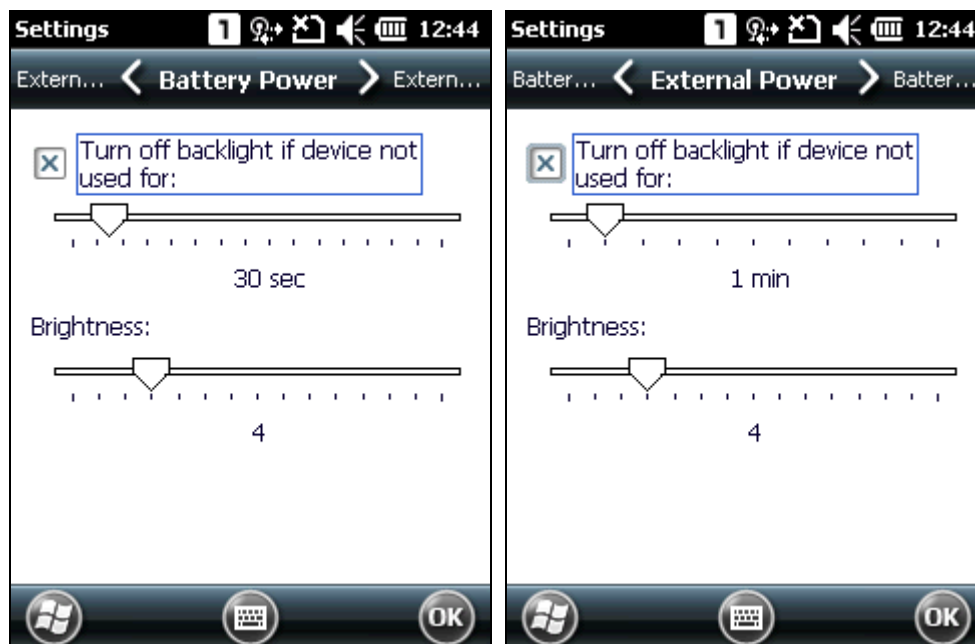 Settings
1
12:44
Extern...
Battery Power
Extern...
Turn off backlight if device not
used for:
30 sec
Brightness:
4
OK
Settings
1
12:44
Batter...
External Power
Batter...
Turn off backlight if device not
used for:
1 min
Brightness:
4
OK